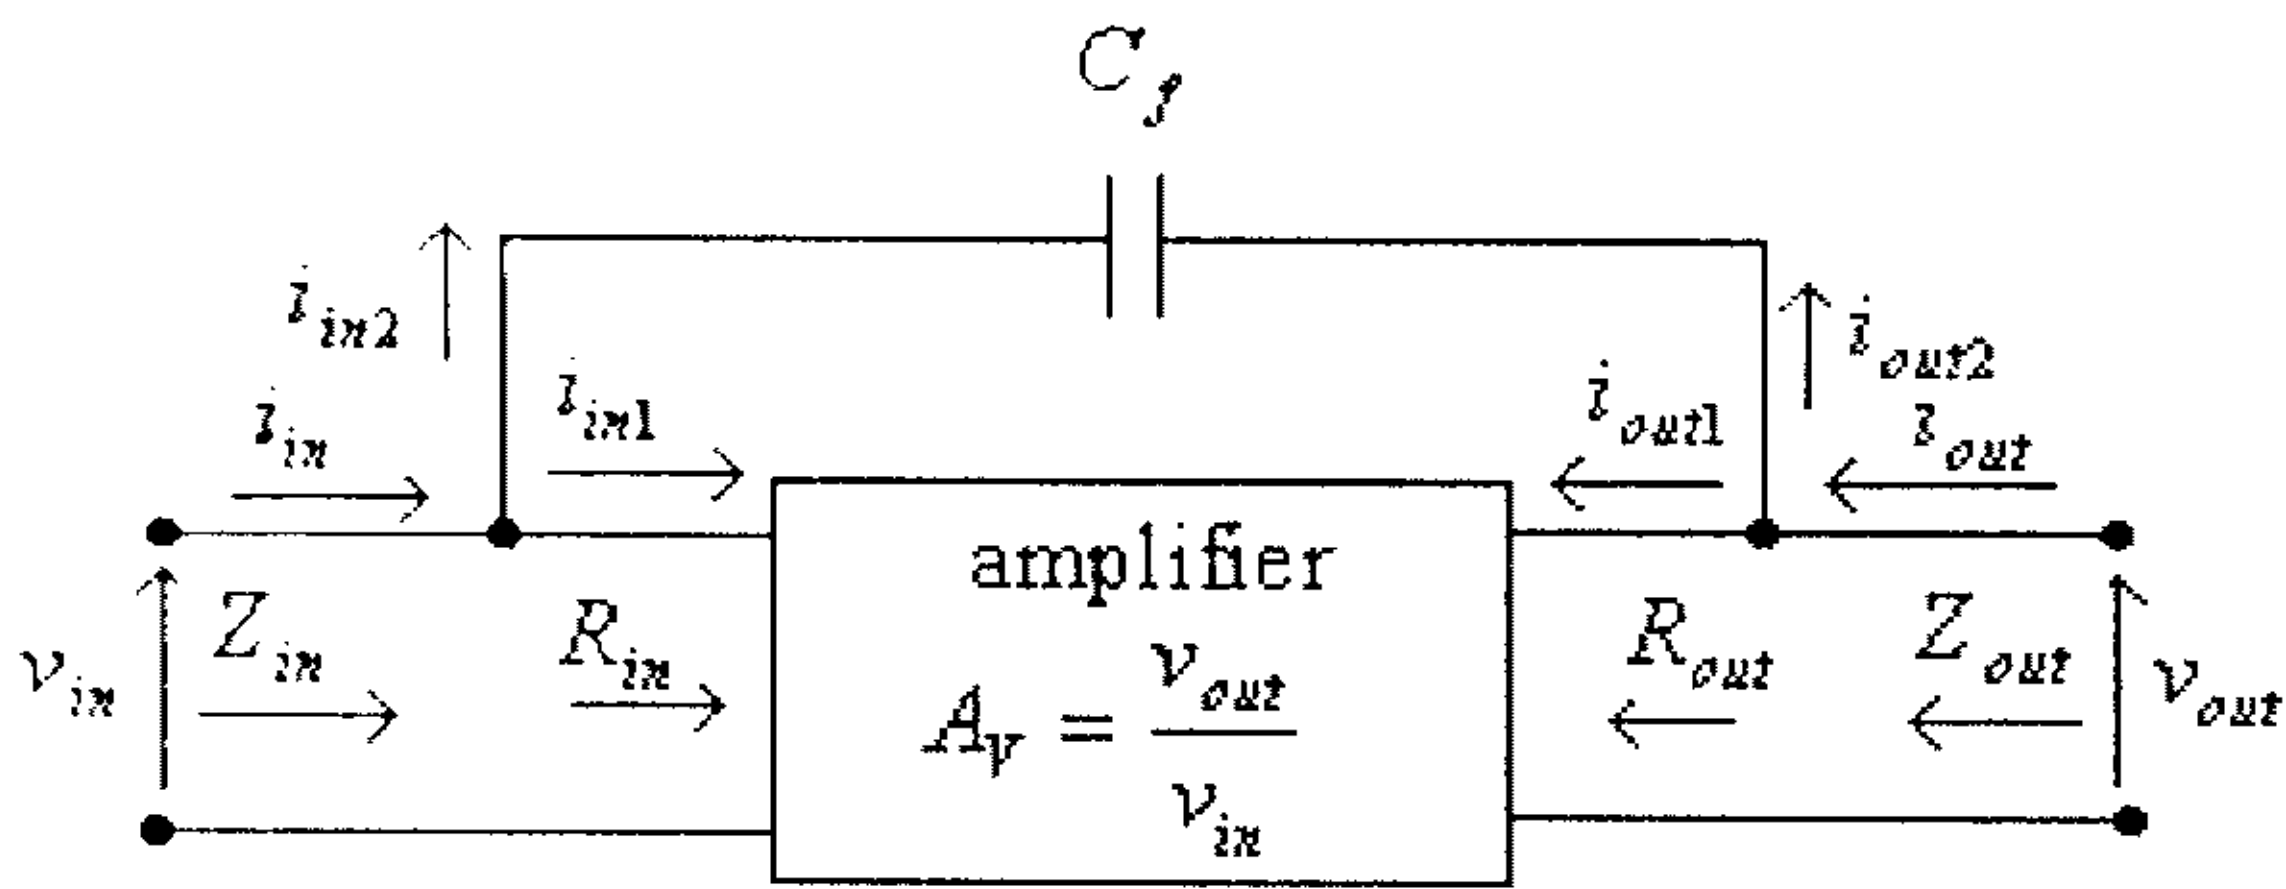 C_f
i_in2
i_in1
i_out1
i_out2
i_in
i_out
amplifier
Z_in
R_in
R_out
Z_out
v_in
A_v = v_out / v_in
v_out